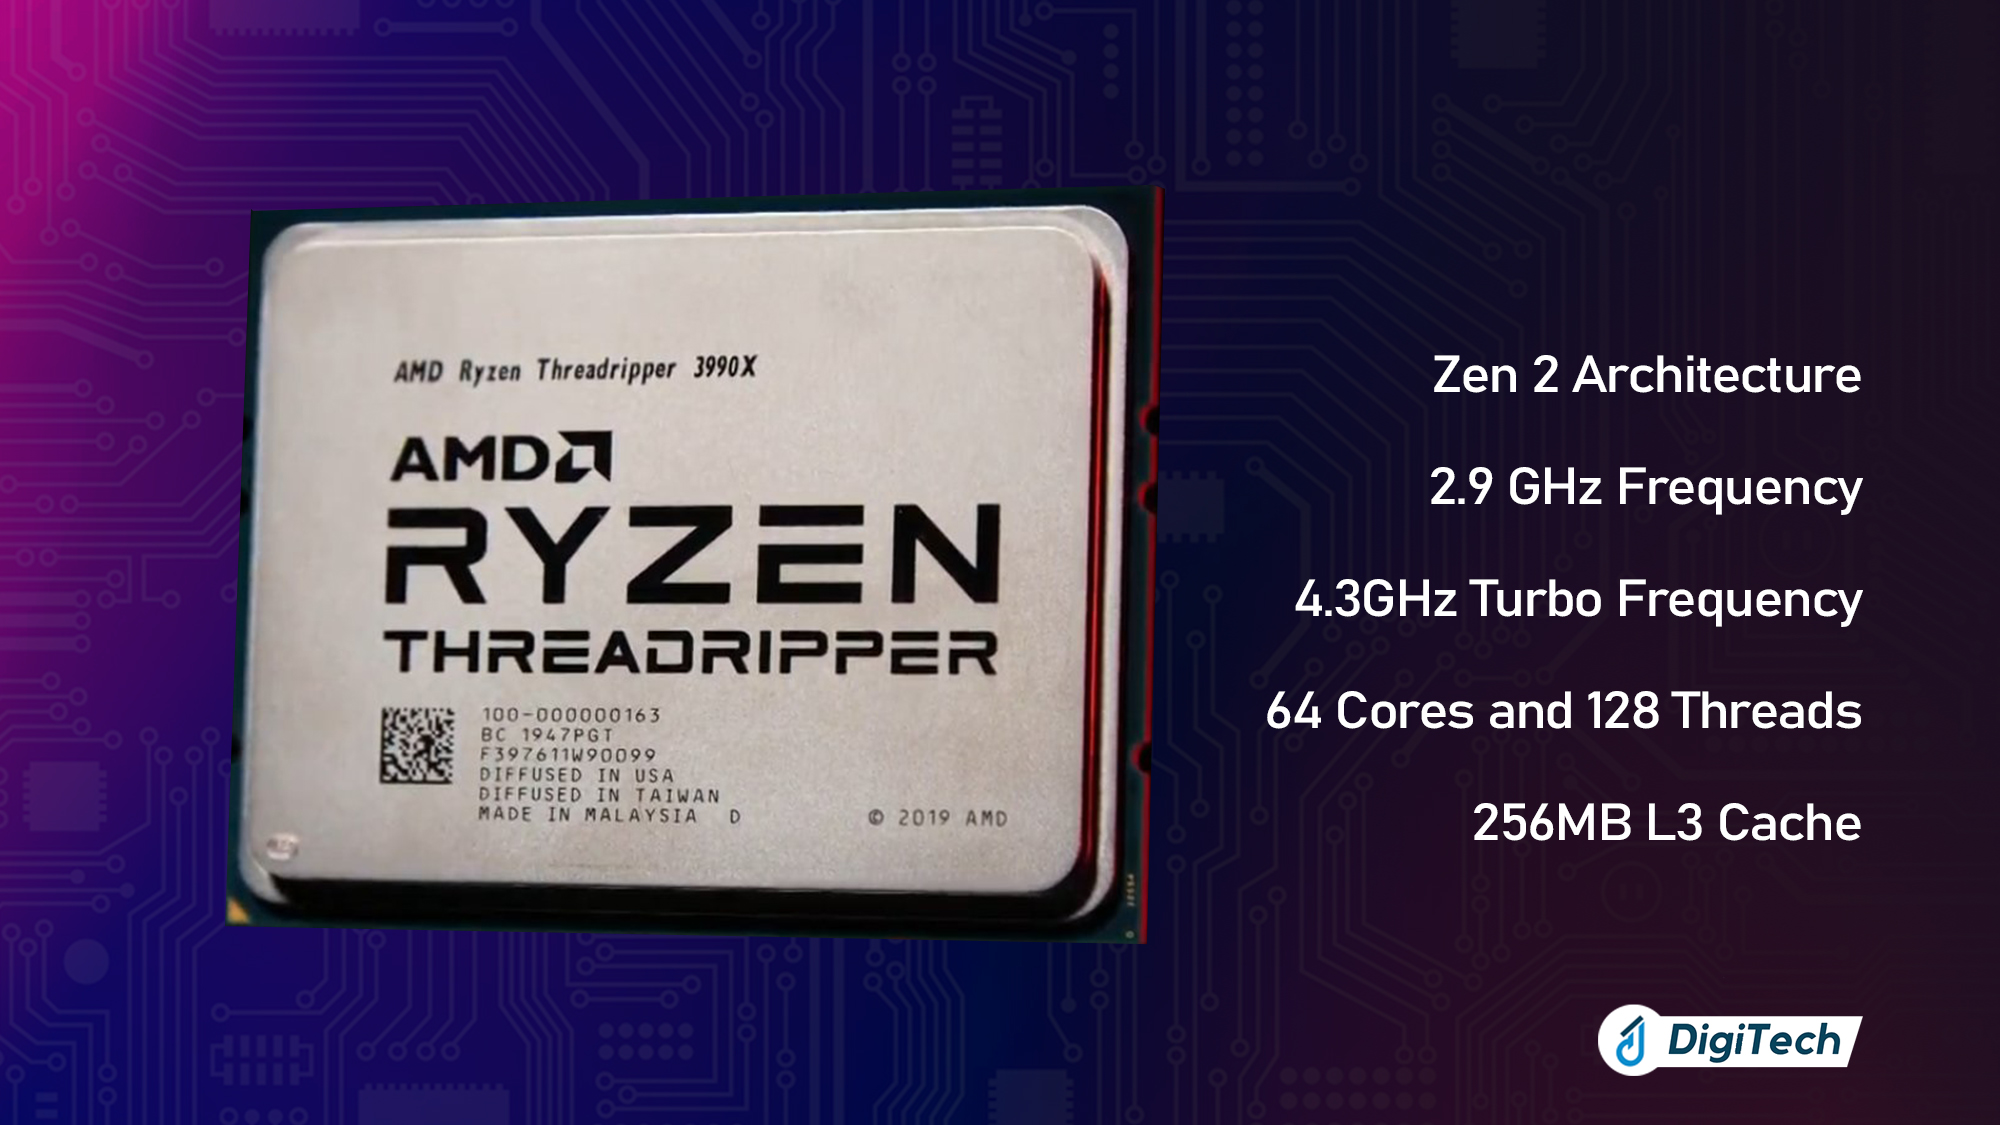 AMD Ryzen Threadripper 3990X
AMD
RYZEN
THREADRIPPER
100-000000163
BC 1947PGT
F397611W90099
DIFFUSED IN USA
DIFFUSED IN TAIWAN
MADE IN MALAYSIA D
© 2019 AMD
Zen 2 Architecture
2.9 GHz Frequency
4.3GHz Turbo Frequency
64 Cores and 128 Threads
256MB L3 Cache
DigiTech